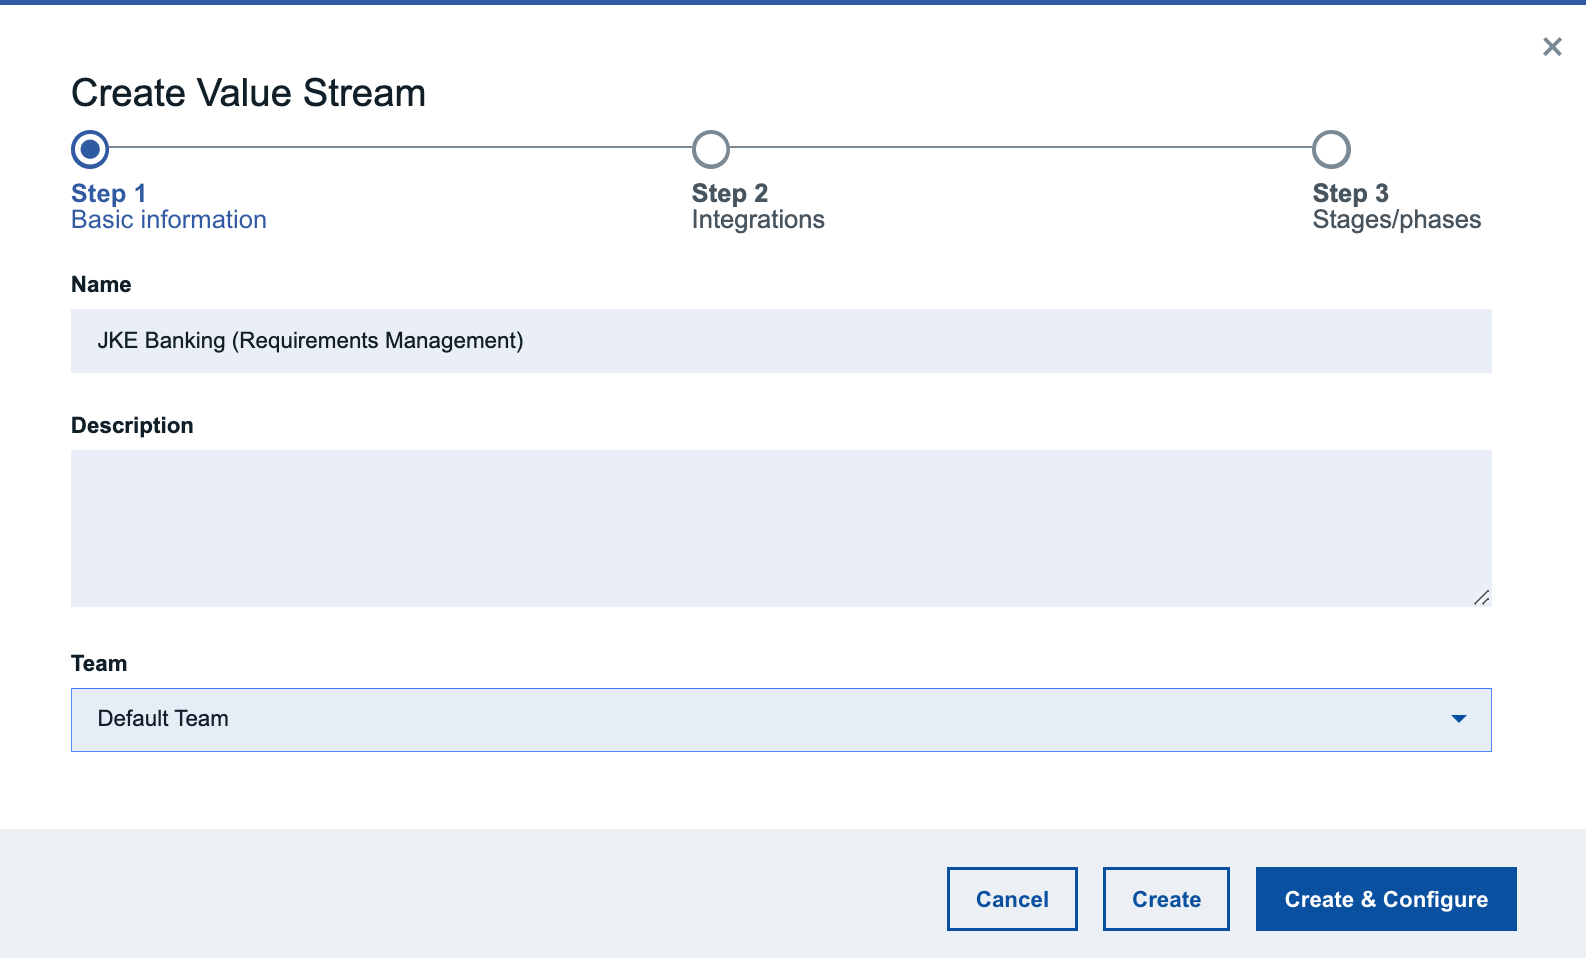 Create Value Stream
Step 1
Basic information
Step 2
Integrations
Step 3
Stages/phases
Name
JKE Banking (Requirements Management)
Description
Team
Default Team
Cancel
Create
Create & Configure